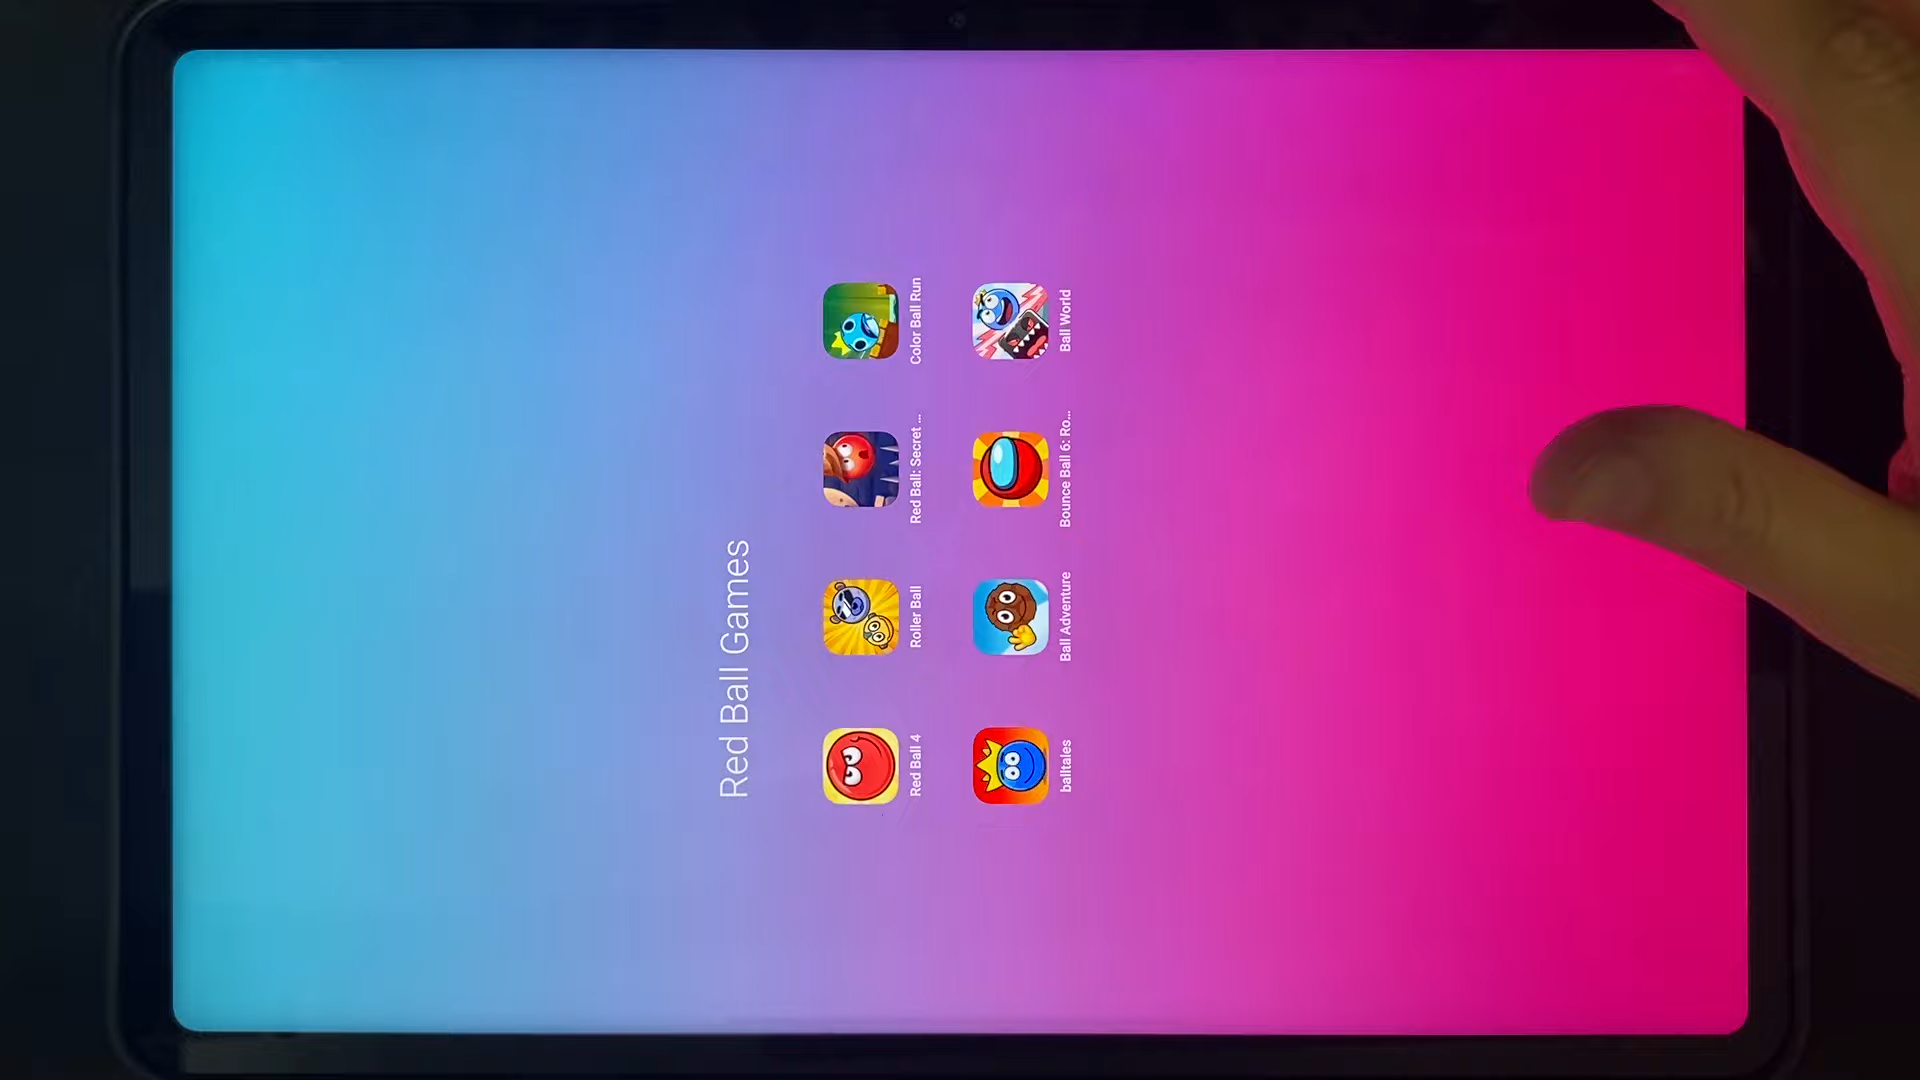 Red Ball Games
Red Ball 4
Roller Ball
Red Ball: Secret ...
Color Ball Run
balltales
Ball Adventure
Bounce Ball 6: Ro...
Ball World